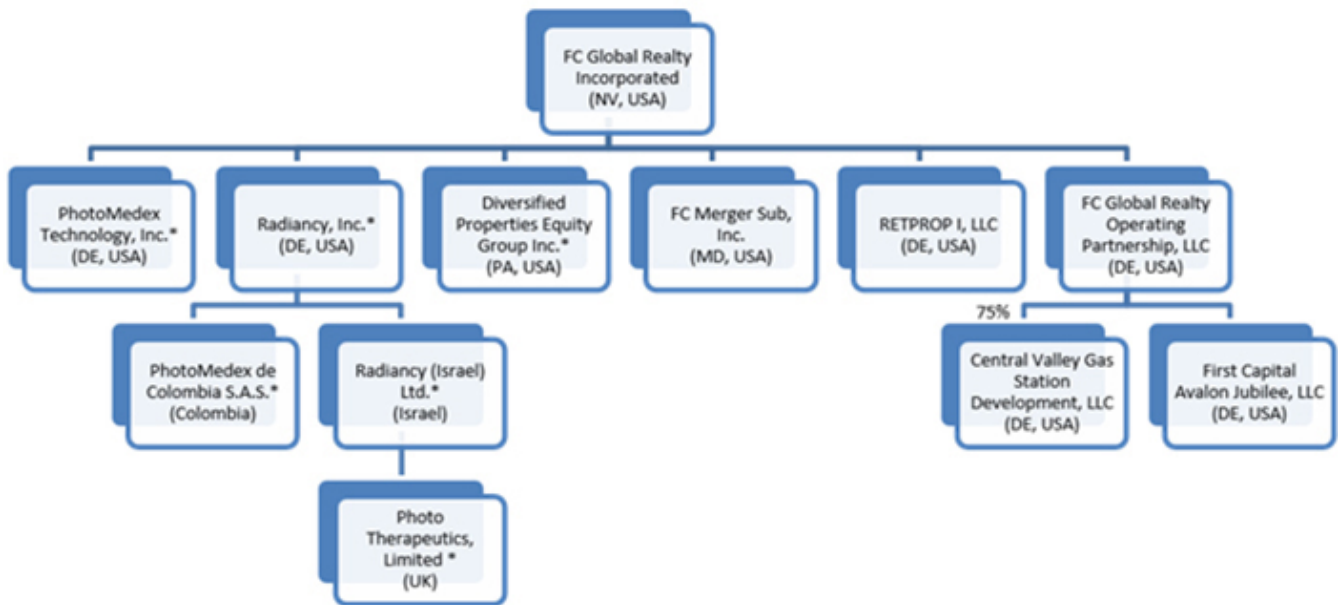 FC Global Realty
Incorporated
(NV, USA)
PhotoMedex
Technology, Inc.*
(DE, USA)
Radiancy, Inc.*
(DE, USA)
Diversified
Properties Equity
Group Inc.*
(PA, USA)
FC Merger Sub,
Inc.
(MD, USA)
RETPROP I, LLC
(DE, USA)
FC Global Realty
Operating
Partnership, LLC
(DE, USA)
PhotoMedex de
Colombia S.A.S.*
(Colombia)
Radiancy (Israel)
Ltd.*
(Israel)
75%
Central Valley Gas
Station
Development, LLC
(DE, USA)
First Capital
Avalon Jubilee, LLC
(DE, USA)
Photo
Therapeutics,
Limited *
(UK)